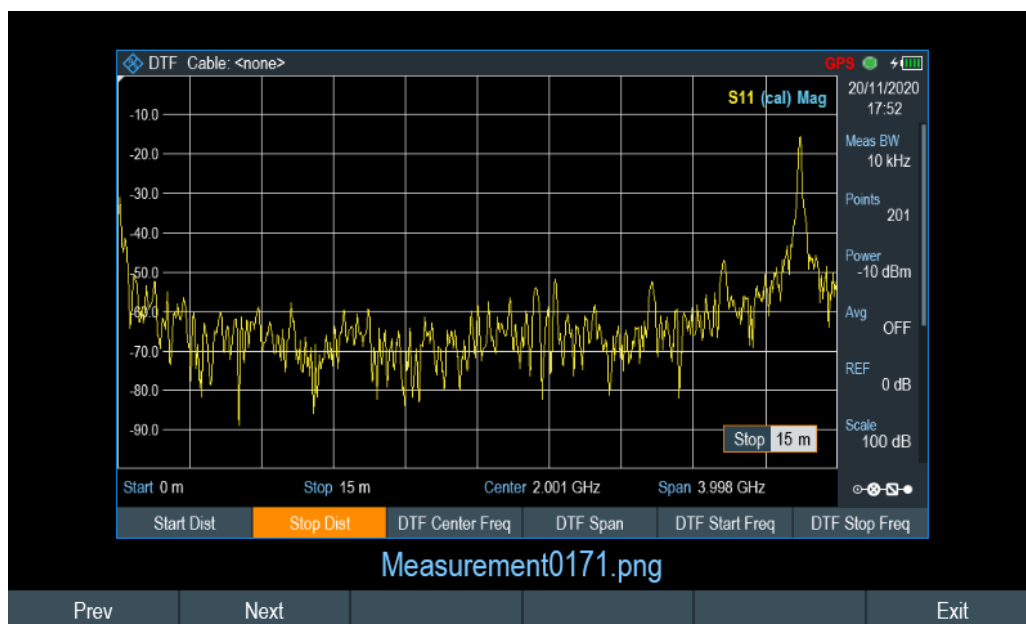 DTF Cable: <none>
GPS
20/11/2020
17:52
S11 (cal) Mag
-10.0
-20.0
-30.0
-40.0
-50.0
-60.0
-70.0
-80.0
-90.0
Meas BW
10 kHz
Points
201
Power
-10 dBm
Avg
OFF
REF
0 dB
Scale
100 dB
Stop 15 m
Start 0 m Stop 15 m Center 2.001 GHz Span 3.998 GHz
Start Dist Stop Dist DTF Center Freq DTF Span DTF Start Freq DTF Stop Freq
Measurement0171.png
Prev Next Exit